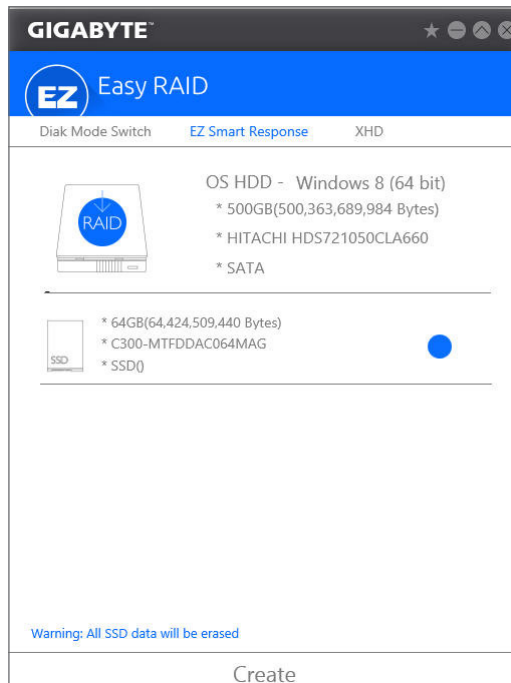 GIGABYTE™
EZ Easy RAID
Diak Mode Switch EZ Smart Response XHD
OS HDD - Windows 8 (64 bit)
* 500GB(500,363,689,984 Bytes)
RAID
* HITACHI HDS721050CLA660
* SATA
* 64GB(64,424,509,440 Bytes)
* C300-MTFDDAC064MAG
SSD
* SSD()
Warning: All SSD data will be erased
Create